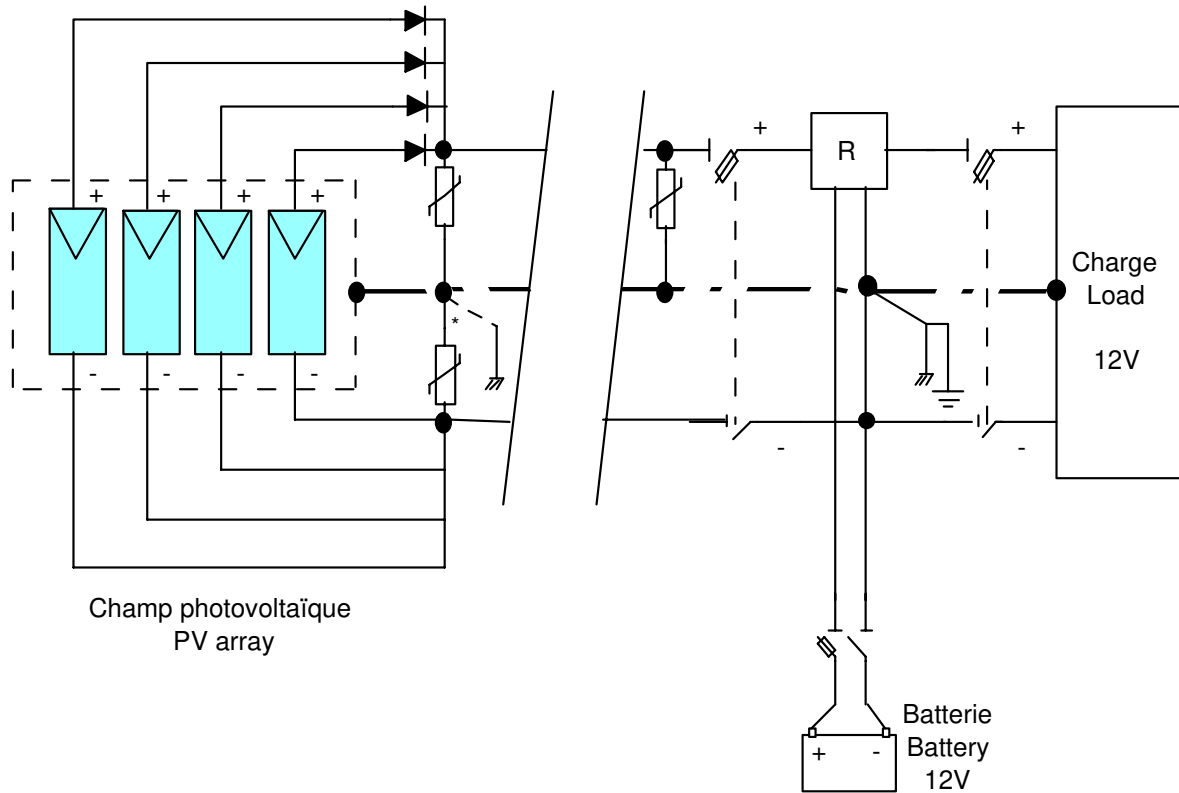 +
R
+
+ + + +
*
- - - -
Charge
Load
12V
-
-
Champ photovoltaïque
PV array
Batterie
Battery
12V
+ -